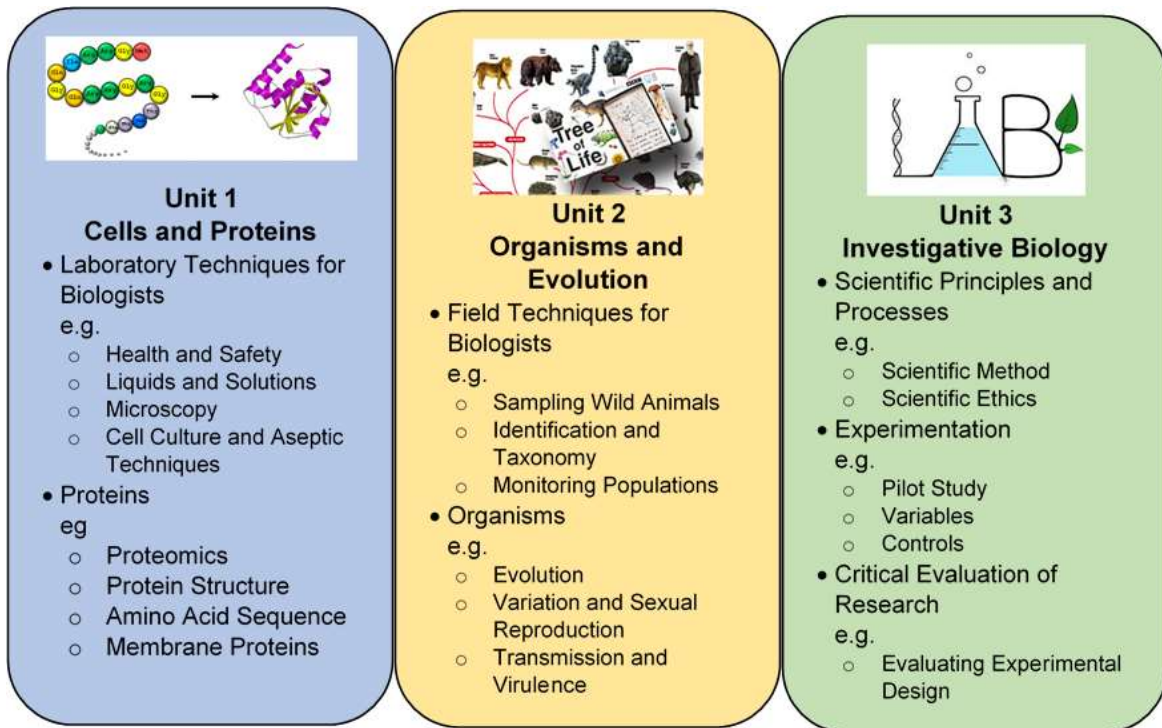 Unit 1
Cells and Proteins
• Laboratory Techniques for
Biologists
e.g.
○ Health and Safety
○ Liquids and Solutions
○ Microscopy
○ Cell Culture and Aseptic
Techniques
• Proteins
eg
○ Proteomics
○ Protein Structure
○ Amino Acid Sequence
○ Membrane Proteins
Tree
of
Life
Unit 2
Organisms and
Evolution
• Field Techniques for
Biologists
e.g.
○ Sampling Wild Animals
○ Identification and
Taxonomy
○ Monitoring Populations
• Organisms
e.g.
○ Evolution
○ Variation and Sexual
Reproduction
○ Transmission and
Virulence
LAB
Unit 3
Investigative Biology
• Scientific Principles and
Processes
e.g.
○ Scientific Method
○ Scientific Ethics
• Experimentation
e.g.
○ Pilot Study
○ Variables
○ Controls
• Critical Evaluation of
Research
e.g.
○ Evaluating Experimental
Design